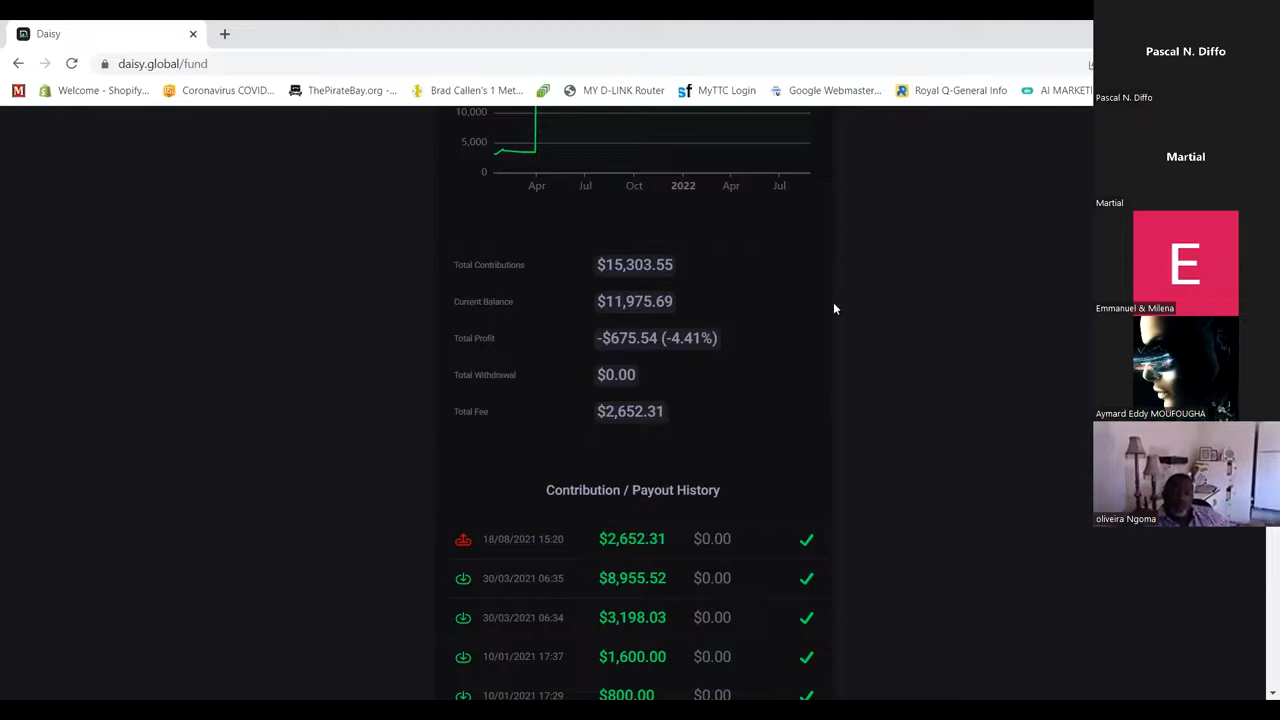 Daisy
daisy.global/fund
Welcome - Shopify... Coronavirus COVID... ThePirateBay.org -... Brad Callen's 1 Met... MY D-LINK Router MyTTC Login Google Webmaster... Royal Q-General Info AI MARKETI
10,000
5,000
0
Apr Jul Oct 2022 Apr Jul
Total Contributions $15,303.55
Current Balance $11,975.69
Total Profit -$675.54 (-4.41%)
Total Withdrawal $0.00
Total Fee $2,652.31
Contribution / Payout History
18/08/2021 15:20 $2,652.31 $0.00
30/03/2021 06:35 $8,955.52 $0.00
30/03/2021 06:34 $3,198.03 $0.00
10/01/2021 17:37 $1,600.00 $0.00
10/01/2021 17:29 $800.00 $0.00
Pascal N. Diffo
Pascal N. Diffo
Martial
Martial
E
Emmanuel & Milena
Aymard Eddy MOUFOUGHA
oliveira Ngoma